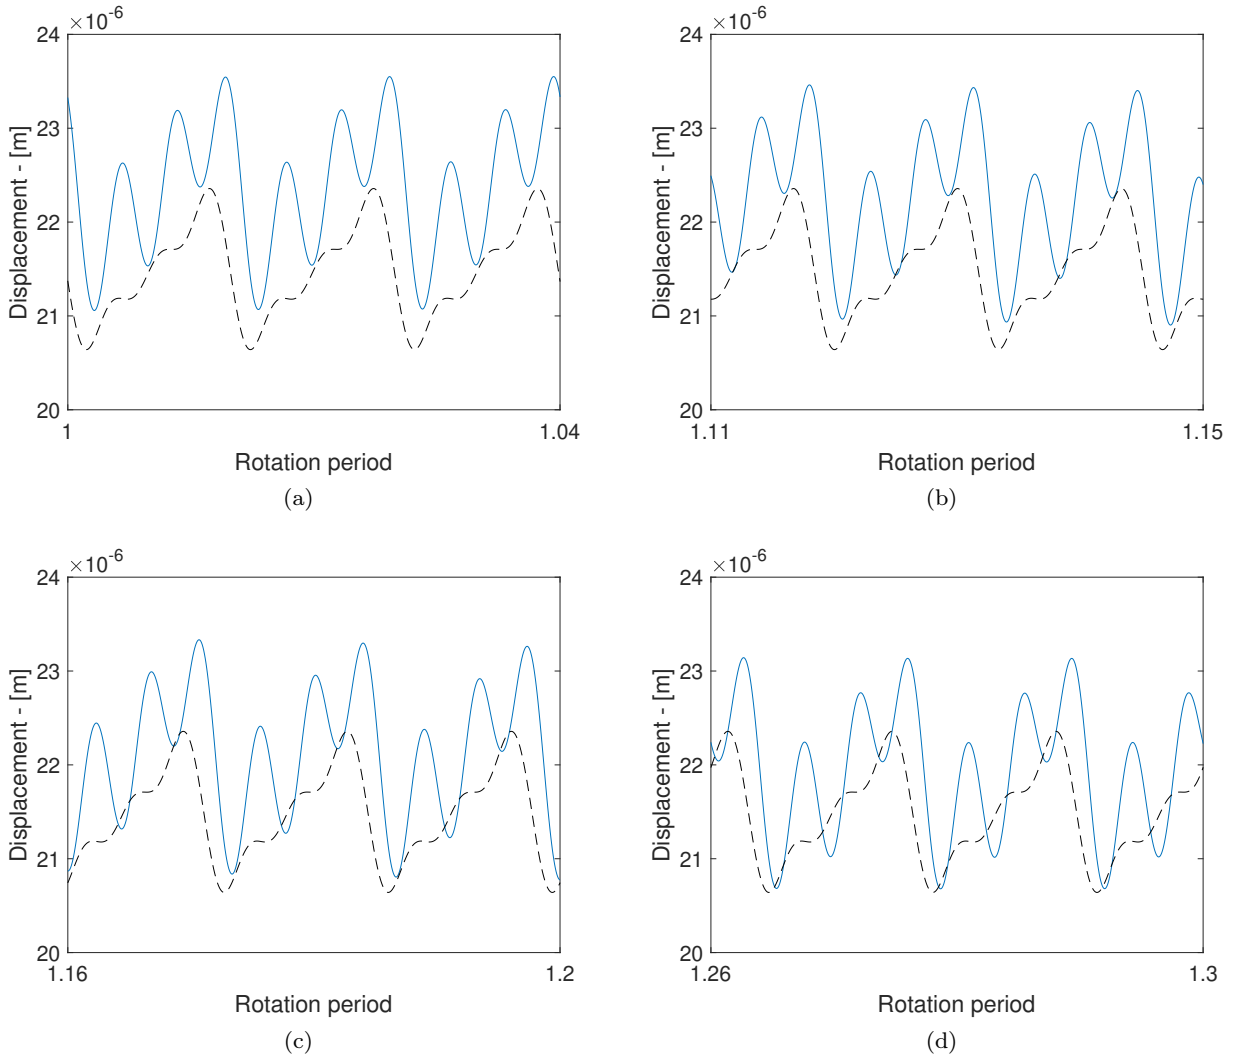 ×10-6
24
23
22
21
20
Displacement - [m]
1
1.04
Rotation period
(a)
×10-6
24
23
22
21
20
Displacement - [m]
1.11
1.15
Rotation period
(b)
×10-6
24
23
22
21
20
Displacement - [m]
1.16
1.2
Rotation period
(c)
×10-6
24
23
22
21
20
Displacement - [m]
1.26
1.3
Rotation period
(d)